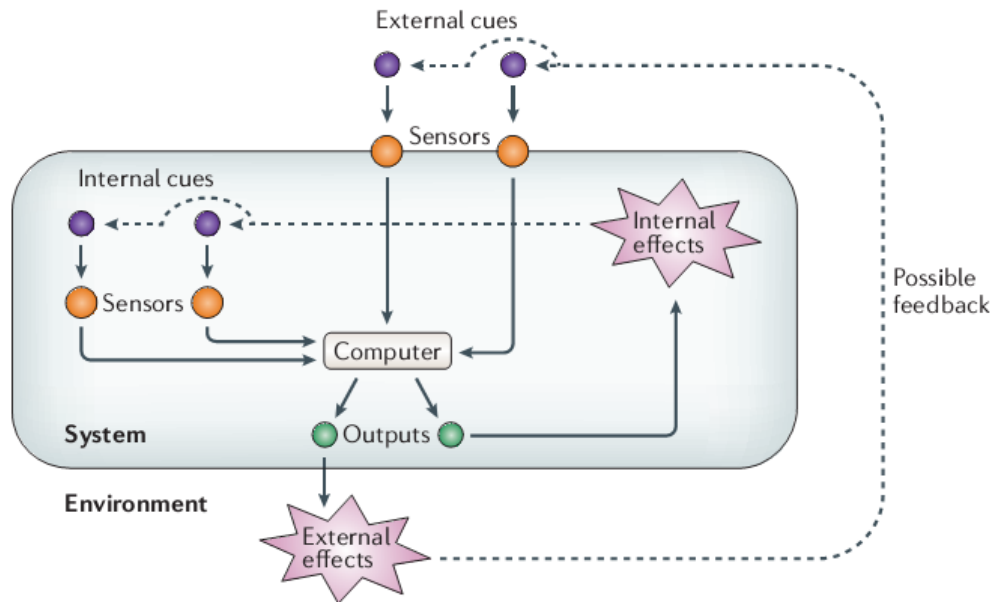 External cues
Sensors
Internal cues
Internal
effects
Possible
feedback
Sensors
Computer
System
Outputs
Environment
External
effects